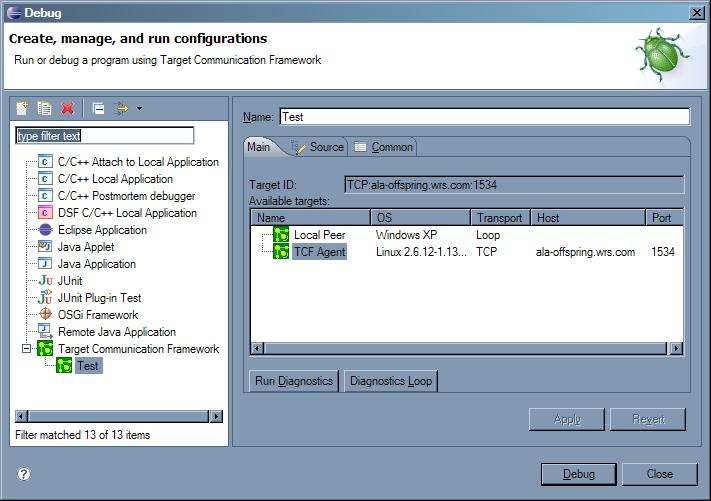 Debug
Create, manage, and run configurations
Run or debug a program using Target Communication Framework
type filter text
C/C++ Attach to Local Application
C/C++ Local Application
C/C++ Postmortem debugger
DSF C/C++ Local Application
Eclipse Application
Java Applet
Java Application
JUnit
JUnit Plug-in Test
OSGi Framework
Remote Java Application
Target Communication Framework
Test
Filter matched 13 of 13 items
Name: Test
Main Source Common
Target ID: TCP:ala-offspring.wrs.com:1534
Available targets:
Name OS Transport Host Port
Local Peer Windows XP Loop
TCF Agent Linux 2.6.12-1.13... TCP ala-offspring.wrs.com 1534
Run Diagnostics Diagnostics Loop
Apply Revert
Debug Close